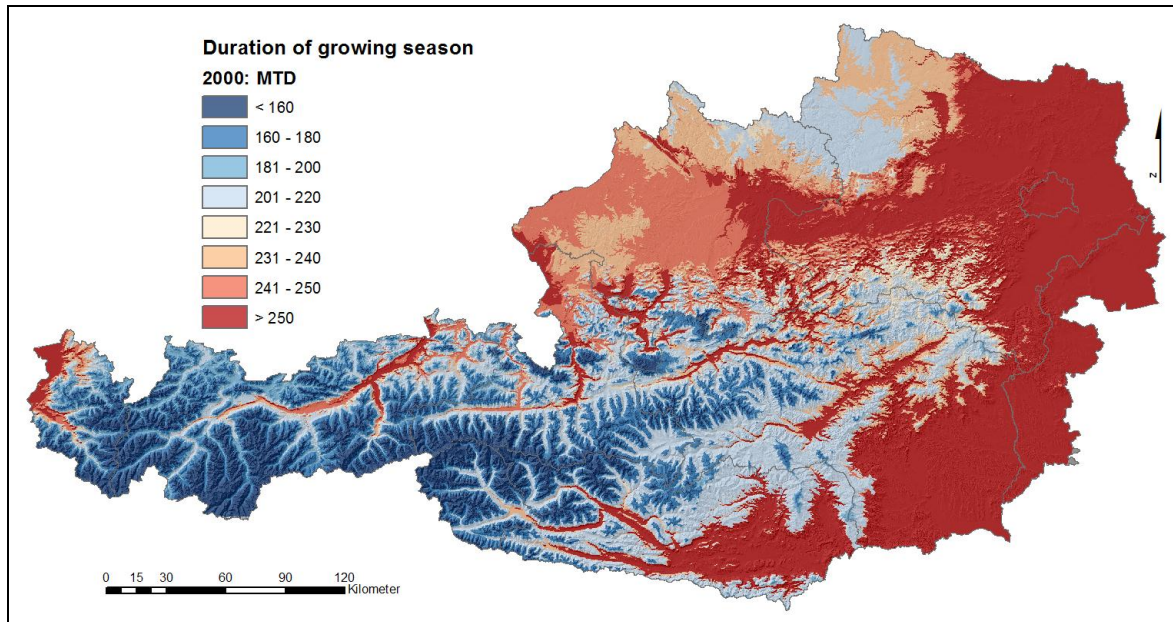 Duration of growing season
2000: MTD
< 160
160 - 180
181 - 200
201 - 220
221 - 230
231 - 240
241 - 250
> 250
N
0 15 30 60 90 120
Kilometer